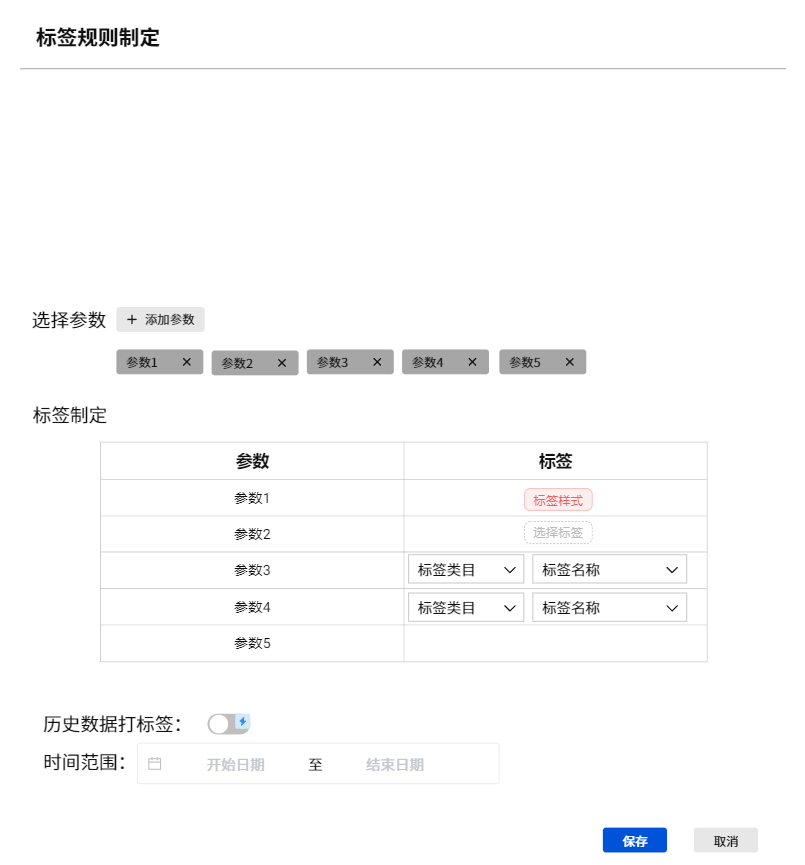 标签规则制定
选择参数 + 添加参数
参数1 × 参数2 × 参数3 × 参数4 × 参数5 ×
标签制定
参数 标签
参数1 标签样式
参数2 选择标签
参数3 标签类目 标签名称
参数4 标签类目 标签名称
参数5
历史数据打标签：
时间范围： 开始日期 至 结束日期
保存 取消